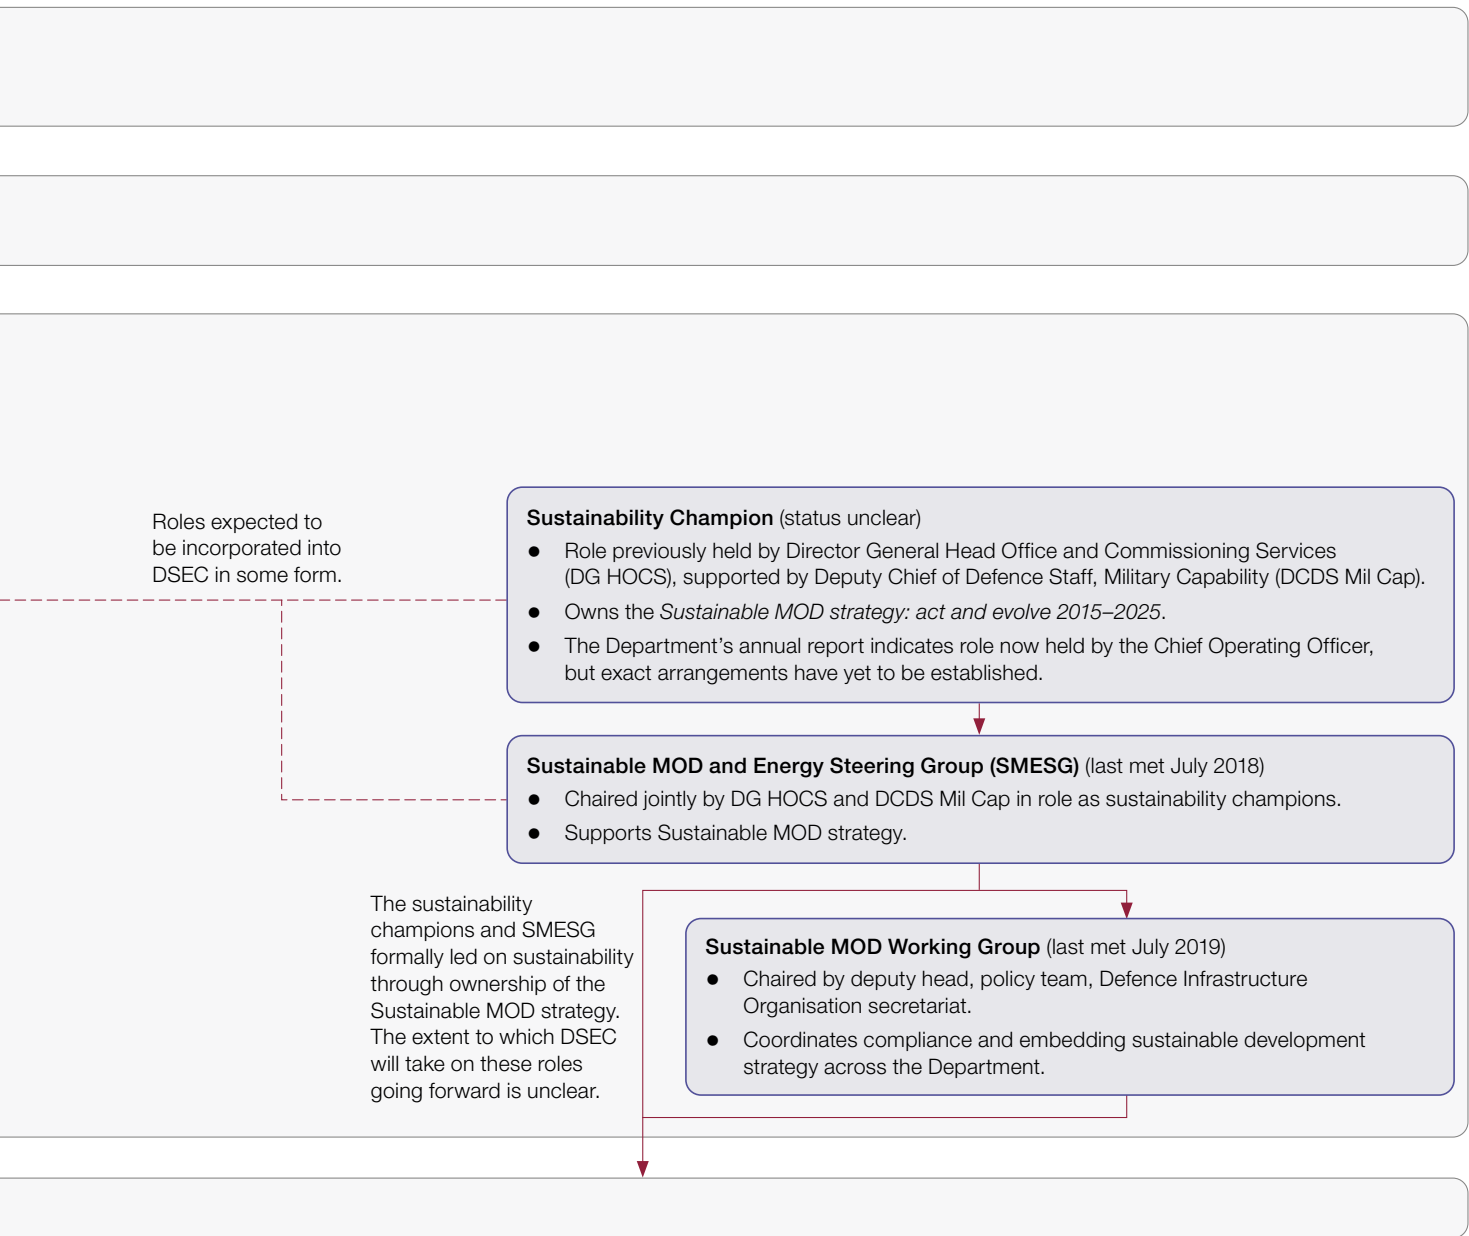 Roles expected to
be incorporated into
DSEC in some form.
Sustainability Champion (status unclear)
● Role previously held by Director General Head Office and Commissioning Services
(DG HOCS), supported by Deputy Chief of Defence Staff, Military Capability (DCDS Mil Cap).
● Owns the Sustainable MOD strategy: act and evolve 2015–2025.
● The Department’s annual report indicates role now held by the Chief Operating Officer,
but exact arrangements have yet to be established.
Sustainable MOD and Energy Steering Group (SMESG) (last met July 2018)
● Chaired jointly by DG HOCS and DCDS Mil Cap in role as sustainability champions.
● Supports Sustainable MOD strategy.
The sustainability
champions and SMESG
formally led on sustainability
through ownership of the
Sustainable MOD strategy.
The extent to which DSEC
will take on these roles
going forward is unclear.
Sustainable MOD Working Group (last met July 2019)
● Chaired by deputy head, policy team, Defence Infrastructure
Organisation secretariat.
● Coordinates compliance and embedding sustainable development
strategy across the Department.